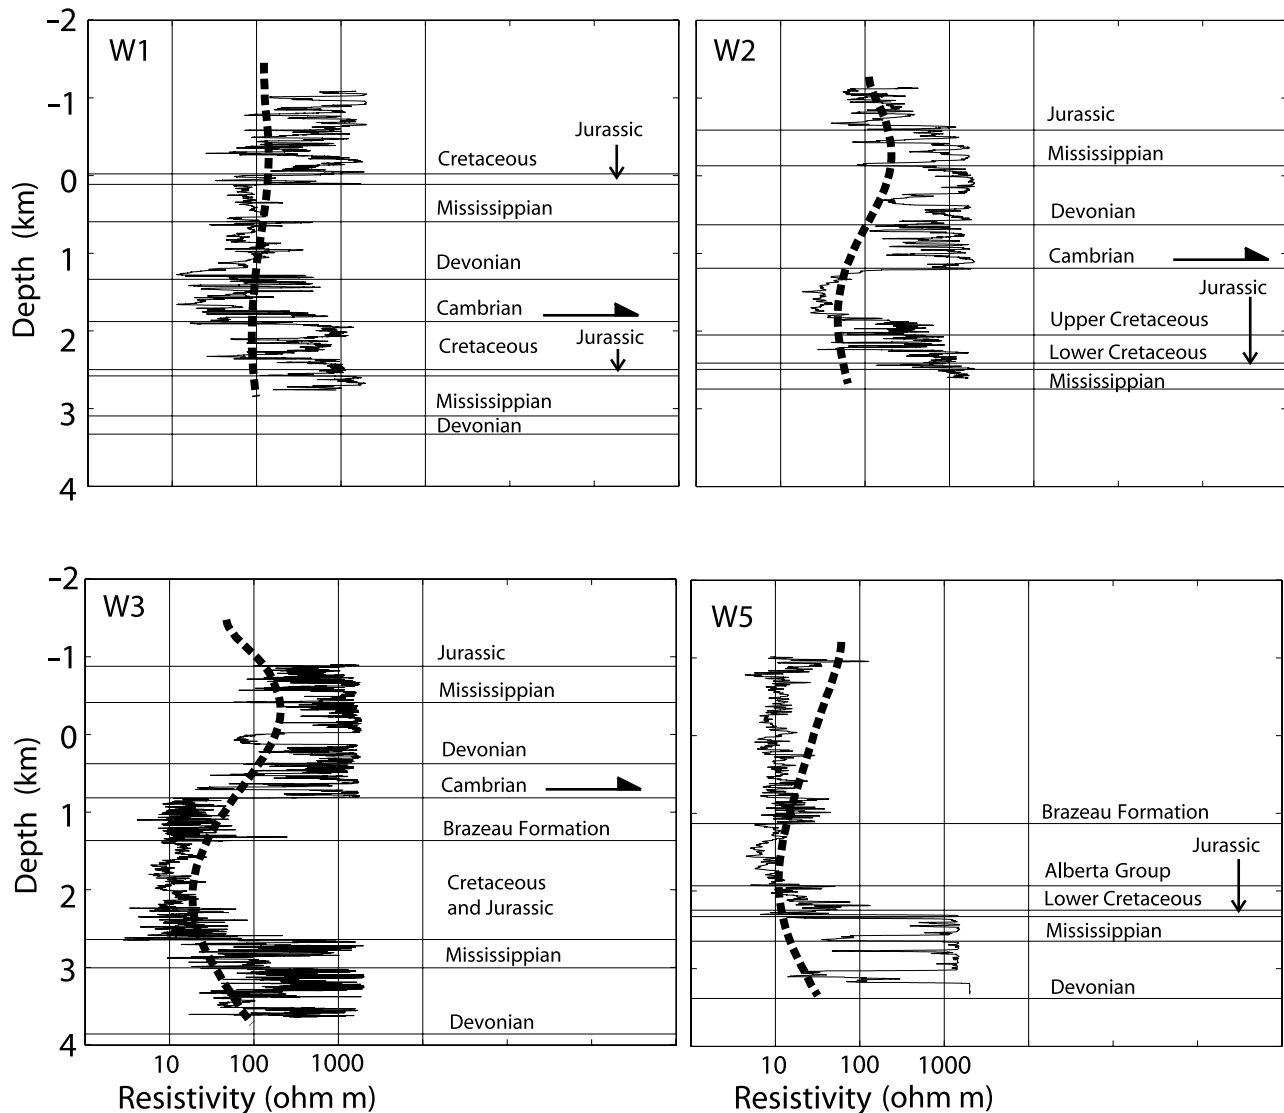 −2
−1
0
1
2
3
4
Depth (km)
W1
Jurassic
Cretaceous
Mississippian
Devonian
Cambrian
Jurassic
Cretaceous
Mississippian
Devonian
W2
Jurassic
Mississippian
Devonian
Cambrian
Jurassic
Upper Cretaceous
Lower Cretaceous
Mississippian
−2
−1
0
1
2
3
4
Depth (km)
W3
Jurassic
Mississippian
Devonian
Cambrian
Brazeau Formation
Cretaceous
and Jurassic
Mississippian
Devonian
10 100 1000
Resistivity (ohm m)
W5
Brazeau Formation
Jurassic
Alberta Group
Lower Cretaceous
Mississippian
Devonian
10 100 1000
Resistivity (ohm m)